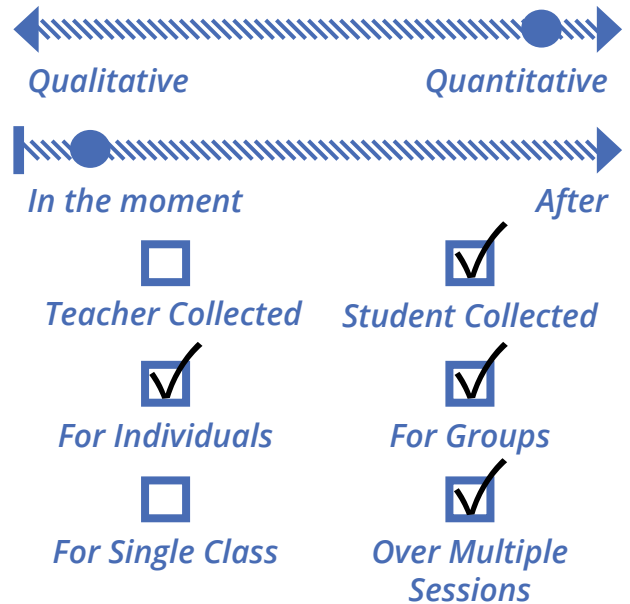 Qualitative Quantitative
In the moment After
Teacher Collected Student Collected
For Individuals For Groups
For Single Class Over Multiple
Sessions